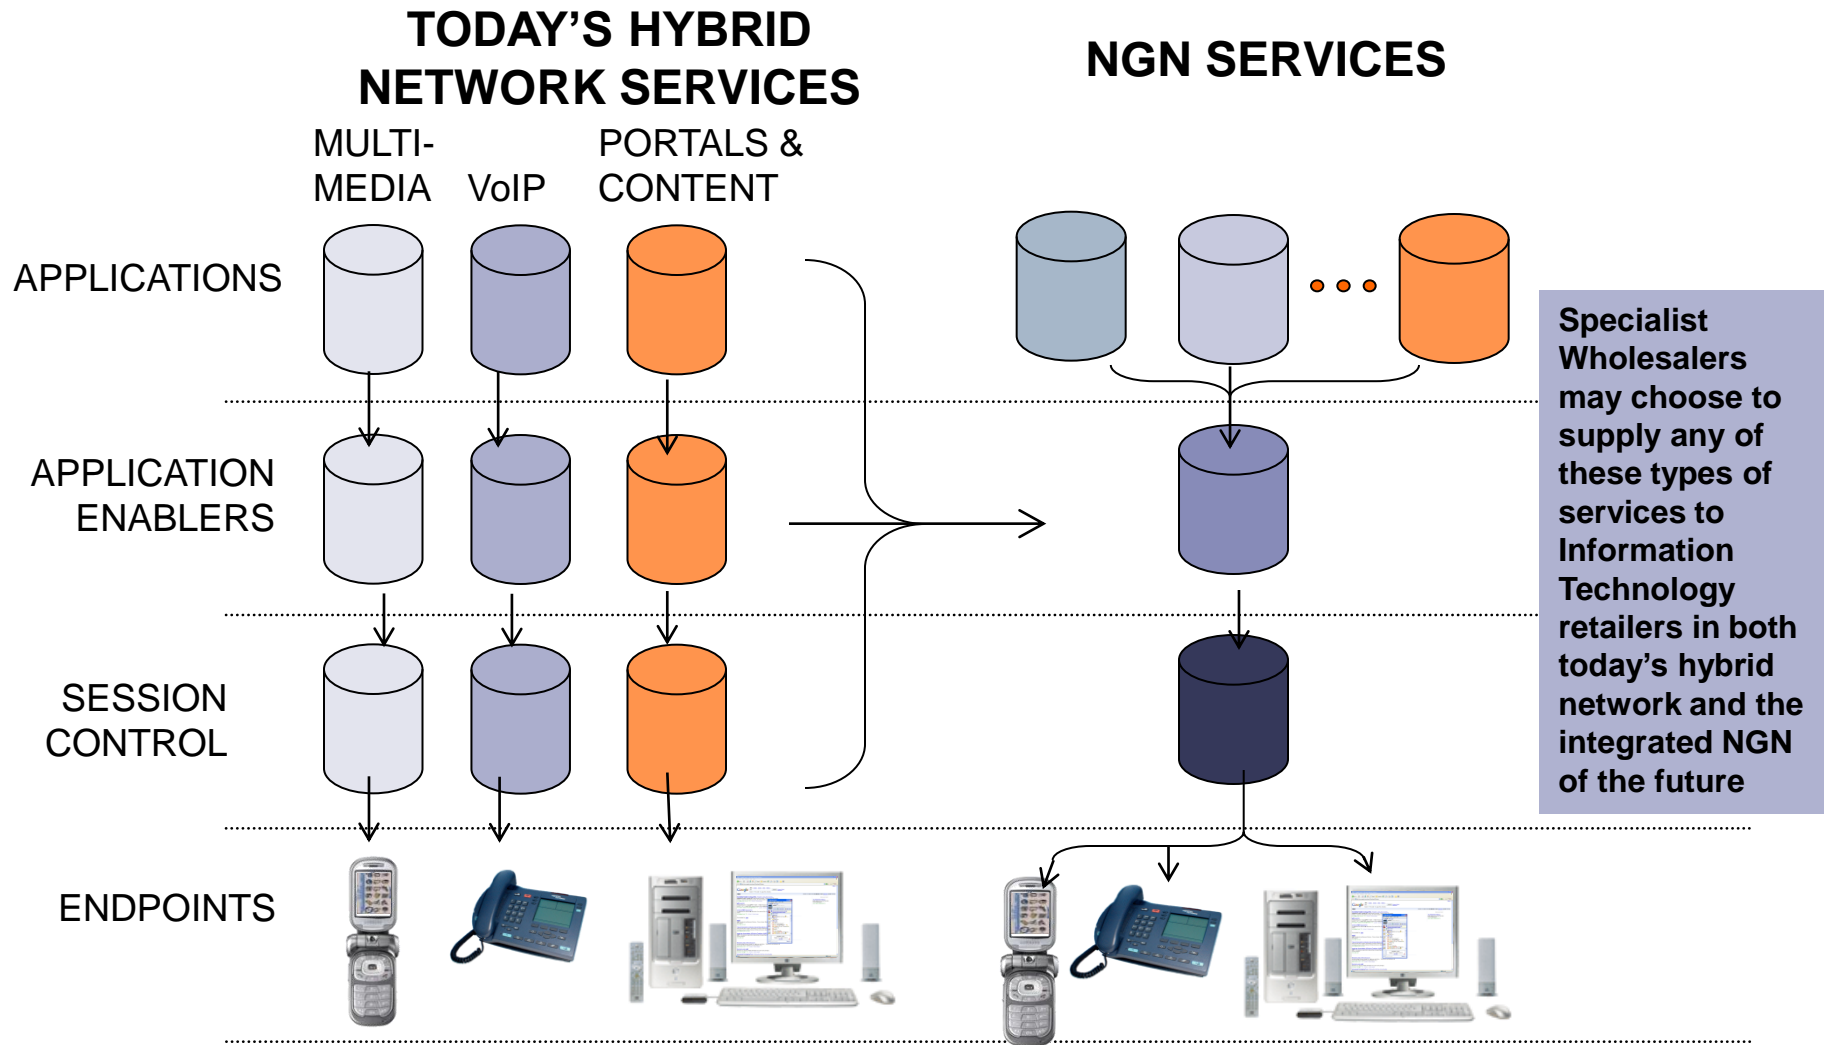 TODAY’S HYBRID
NETWORK SERVICES
NGN SERVICES
MULTI-
MEDIA
VoIP
PORTALS &
CONTENT
APPLICATIONS
APPLICATION
ENABLERS
SESSION
CONTROL
ENDPOINTS
Specialist
Wholesalers
may choose to
supply any of
these types of
services to
Information
Technology
retailers in both
today’s hybrid
network and the
integrated NGN
of the future